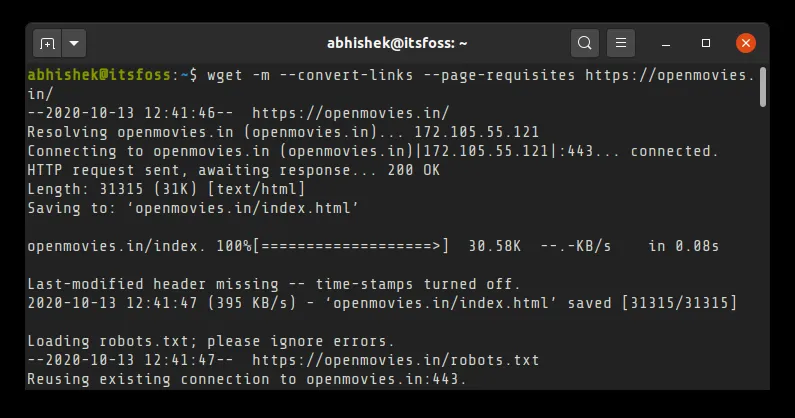 abhishek@itsfoss: ~
abhishek@itsfoss:~$ wget -m --convert-links --page-requisites https://openmovies.
in/
--2020-10-13 12:41:46--  https://openmovies.in/
Resolving openmovies.in (openmovies.in)... 172.105.55.121
Connecting to openmovies.in (openmovies.in)|172.105.55.121|:443... connected.
HTTP request sent, awaiting response... 200 OK
Length: 31315 (31K) [text/html]
Saving to: ‘openmovies.in/index.html’
openmovies.in/index. 100%[===================>]  30.58K  --.-KB/s    in 0.08s
Last-modified header missing -- time-stamps turned off.
2020-10-13 12:41:47 (395 KB/s) - ‘openmovies.in/index.html’ saved [31315/31315]
Loading robots.txt; please ignore errors.
--2020-10-13 12:41:47--  https://openmovies.in/robots.txt
Reusing existing connection to openmovies.in:443.